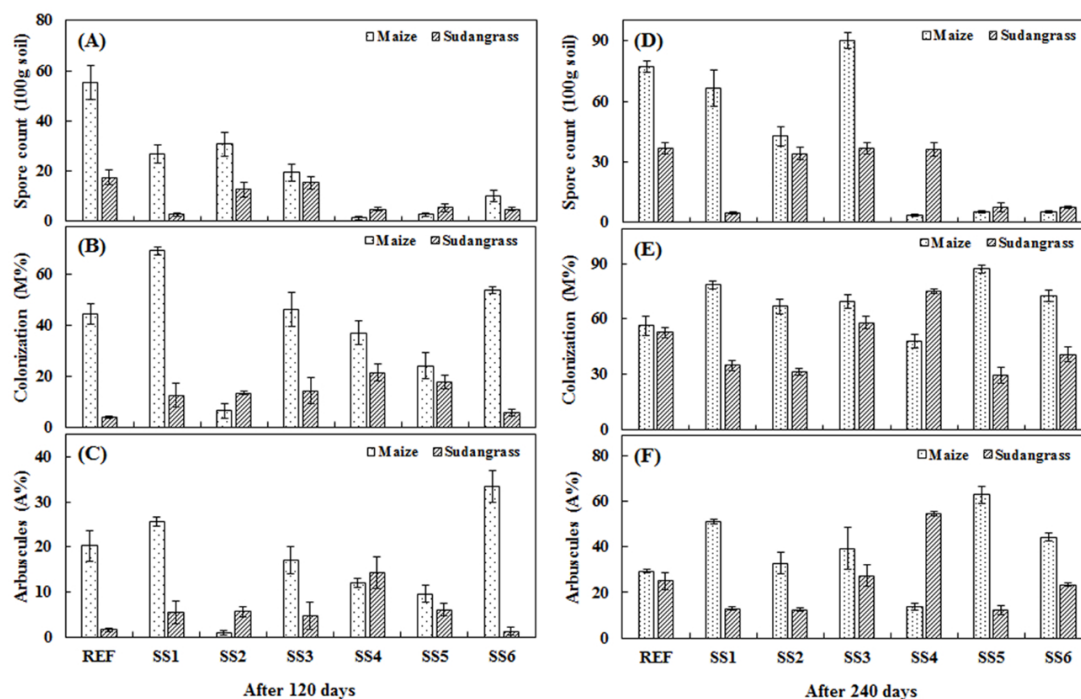 (A)
Maize Sudangrass
Spore count (100g soil)
80
60
40
20
0
(B)
Maize Sudangrass
Colonization (M%)
60
40
20
0
(C)
Maize Sudangrass
Arbuscules (A%)
40
30
20
10
0
REF SS1 SS2 SS3 SS4 SS5 SS6
After 120 days
(D)
Maize Sudangrass
Spore count (100g soil)
90
60
30
0
(E)
Maize Sudangrass
Colonization (M%)
90
60
30
0
(F)
Maize Sudangrass
Arbuscules (A%)
80
60
40
20
0
REF SS1 SS2 SS3 SS4 SS5 SS6
After 240 days